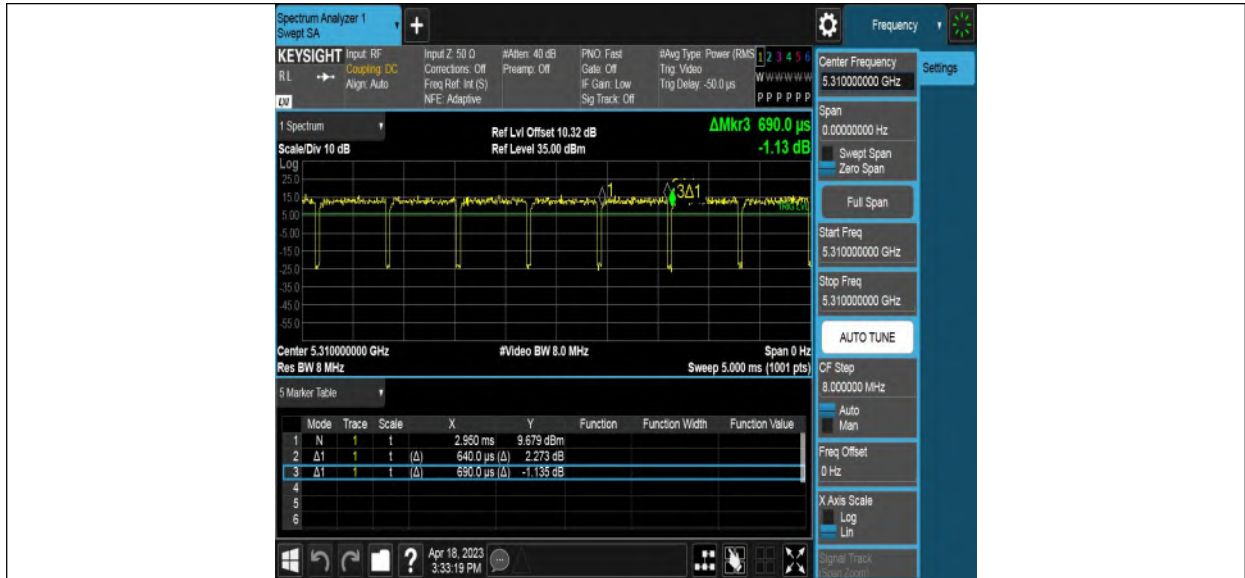 Spectrum Analyzer 1
Swept SA
+
Frequency
KEYSIGHT Input: RF Input Z: 50 Ω #Atten: 40 dB PNO: Fast #Avg Type: Power (RMS 1 2 3 4 5 6
R L Coupling: DC Corrections: Off Preamp: Off Gate: Off Trig: Video W W W W W W
Align: Auto Freq Ref: Int (S) IF Gain: Low Trig Delay: -50.0 µs
NFE: Adaptive Sig Track: Off P P P P P P
1 Spectrum
Scale/Div 10 dB
Ref Lvl Offset 10.32 dB
Ref Level 35.00 dBm
ΔMkr3 690.0 µs
-1.13 dB
Log
25.0
15.0
5.00
-5.00
-15.0
-25.0
-35.0
-45.0
-55.0
1
3Δ1
TRIG LVL
Center 5.310000000 GHz #Video BW 8.0 MHz Span 0 Hz
Res BW 8 MHz Sweep 5.000 ms (1001 pts)
5 Marker Table
Mode Trace Scale X Y Function Function Width Function Value
1 N 1 t 2.950 ms 9.679 dBm
2 Δ1 1 t (Δ) 640.0 µs (Δ) 2.273 dB
3 Δ1 1 t (Δ) 690.0 µs (Δ) -1.135 dB
4
5
6
? Apr 18, 2023
3:33:19 PM
Center Frequency
5.310000000 GHz
Settings
Span
0.00000000 Hz
Swept Span
Zero Span
Full Span
Start Freq
5.310000000 GHz
Stop Freq
5.310000000 GHz
AUTO TUNE
CF Step
8.000000 MHz
Auto
Man
Freq Offset
0 Hz
X Axis Scale
Log
Lin
Signal Track
(Span Zoom)